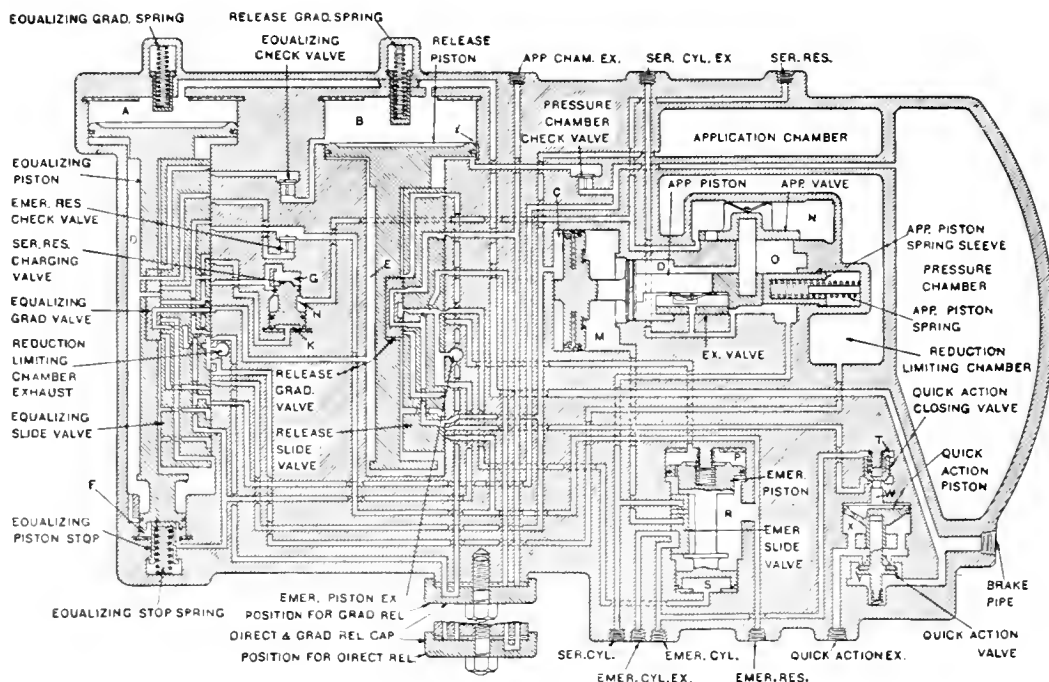 EQUALIZING GRAD. SPRING
RELEASE GRAD. SPRING
EQUALIZING
CHECK VALVE
RELEASE
PISTON
APP CHAM. EX.
SER. CYL. EX
SER. RES.
PRESSURE
CHAMBER
CHECK VALVE
APPLICATION CHAMBER
A
B
L
C
EQUALIZING
PISTON
EMER. RES
CHECK VALVE
SER. RES.
CHARGING
VALVE
EQUALIZING
GRAD VALVE
REDUCTION
LIMITING
CHAMBER
EXHAUST
EQUALIZING
SLIDE VALVE
F
EQUALIZING
PISTON STOP
EQUALIZING STOP SPRING
D
G
N
K
E
RELEASE
GRAD.
VALVE
RELEASE
SLIDE
VALVE
APP. PISTON
APP. VALVE
N
O
D
M
APP. PISTON
SPRING SLEEVE
PRESSURE
CHAMBER
APP. PISTON
SPRING
EX. VALVE
REDUCTION
LIMITING CHAMBER
QUICK ACTION
CLOSING VALVE
QUICK ACTION
PISTON
T
W
X
Y
P
EMER.
PISTON
R
EMER
SLIDE
VALVE
S
BRAKE
PIPE
QUICK ACTION
VALVE
EMER. PISTON EX
POSITION FOR GRAD REL
DIRECT & GRAD REL CAP
POSITION FOR DIRECT REL.
SER. CYL.
EMER. CYL. EX.
EMER. CYL.
EMER. RES.
QUICK ACTION EX.